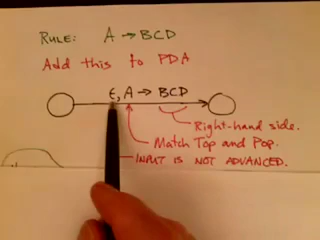 RULE: A → BCD
Add this to PDA
ε, A → BCD
Right-hand side.
Match Top and Pop.
INPUT IS NOT ADVANCED.